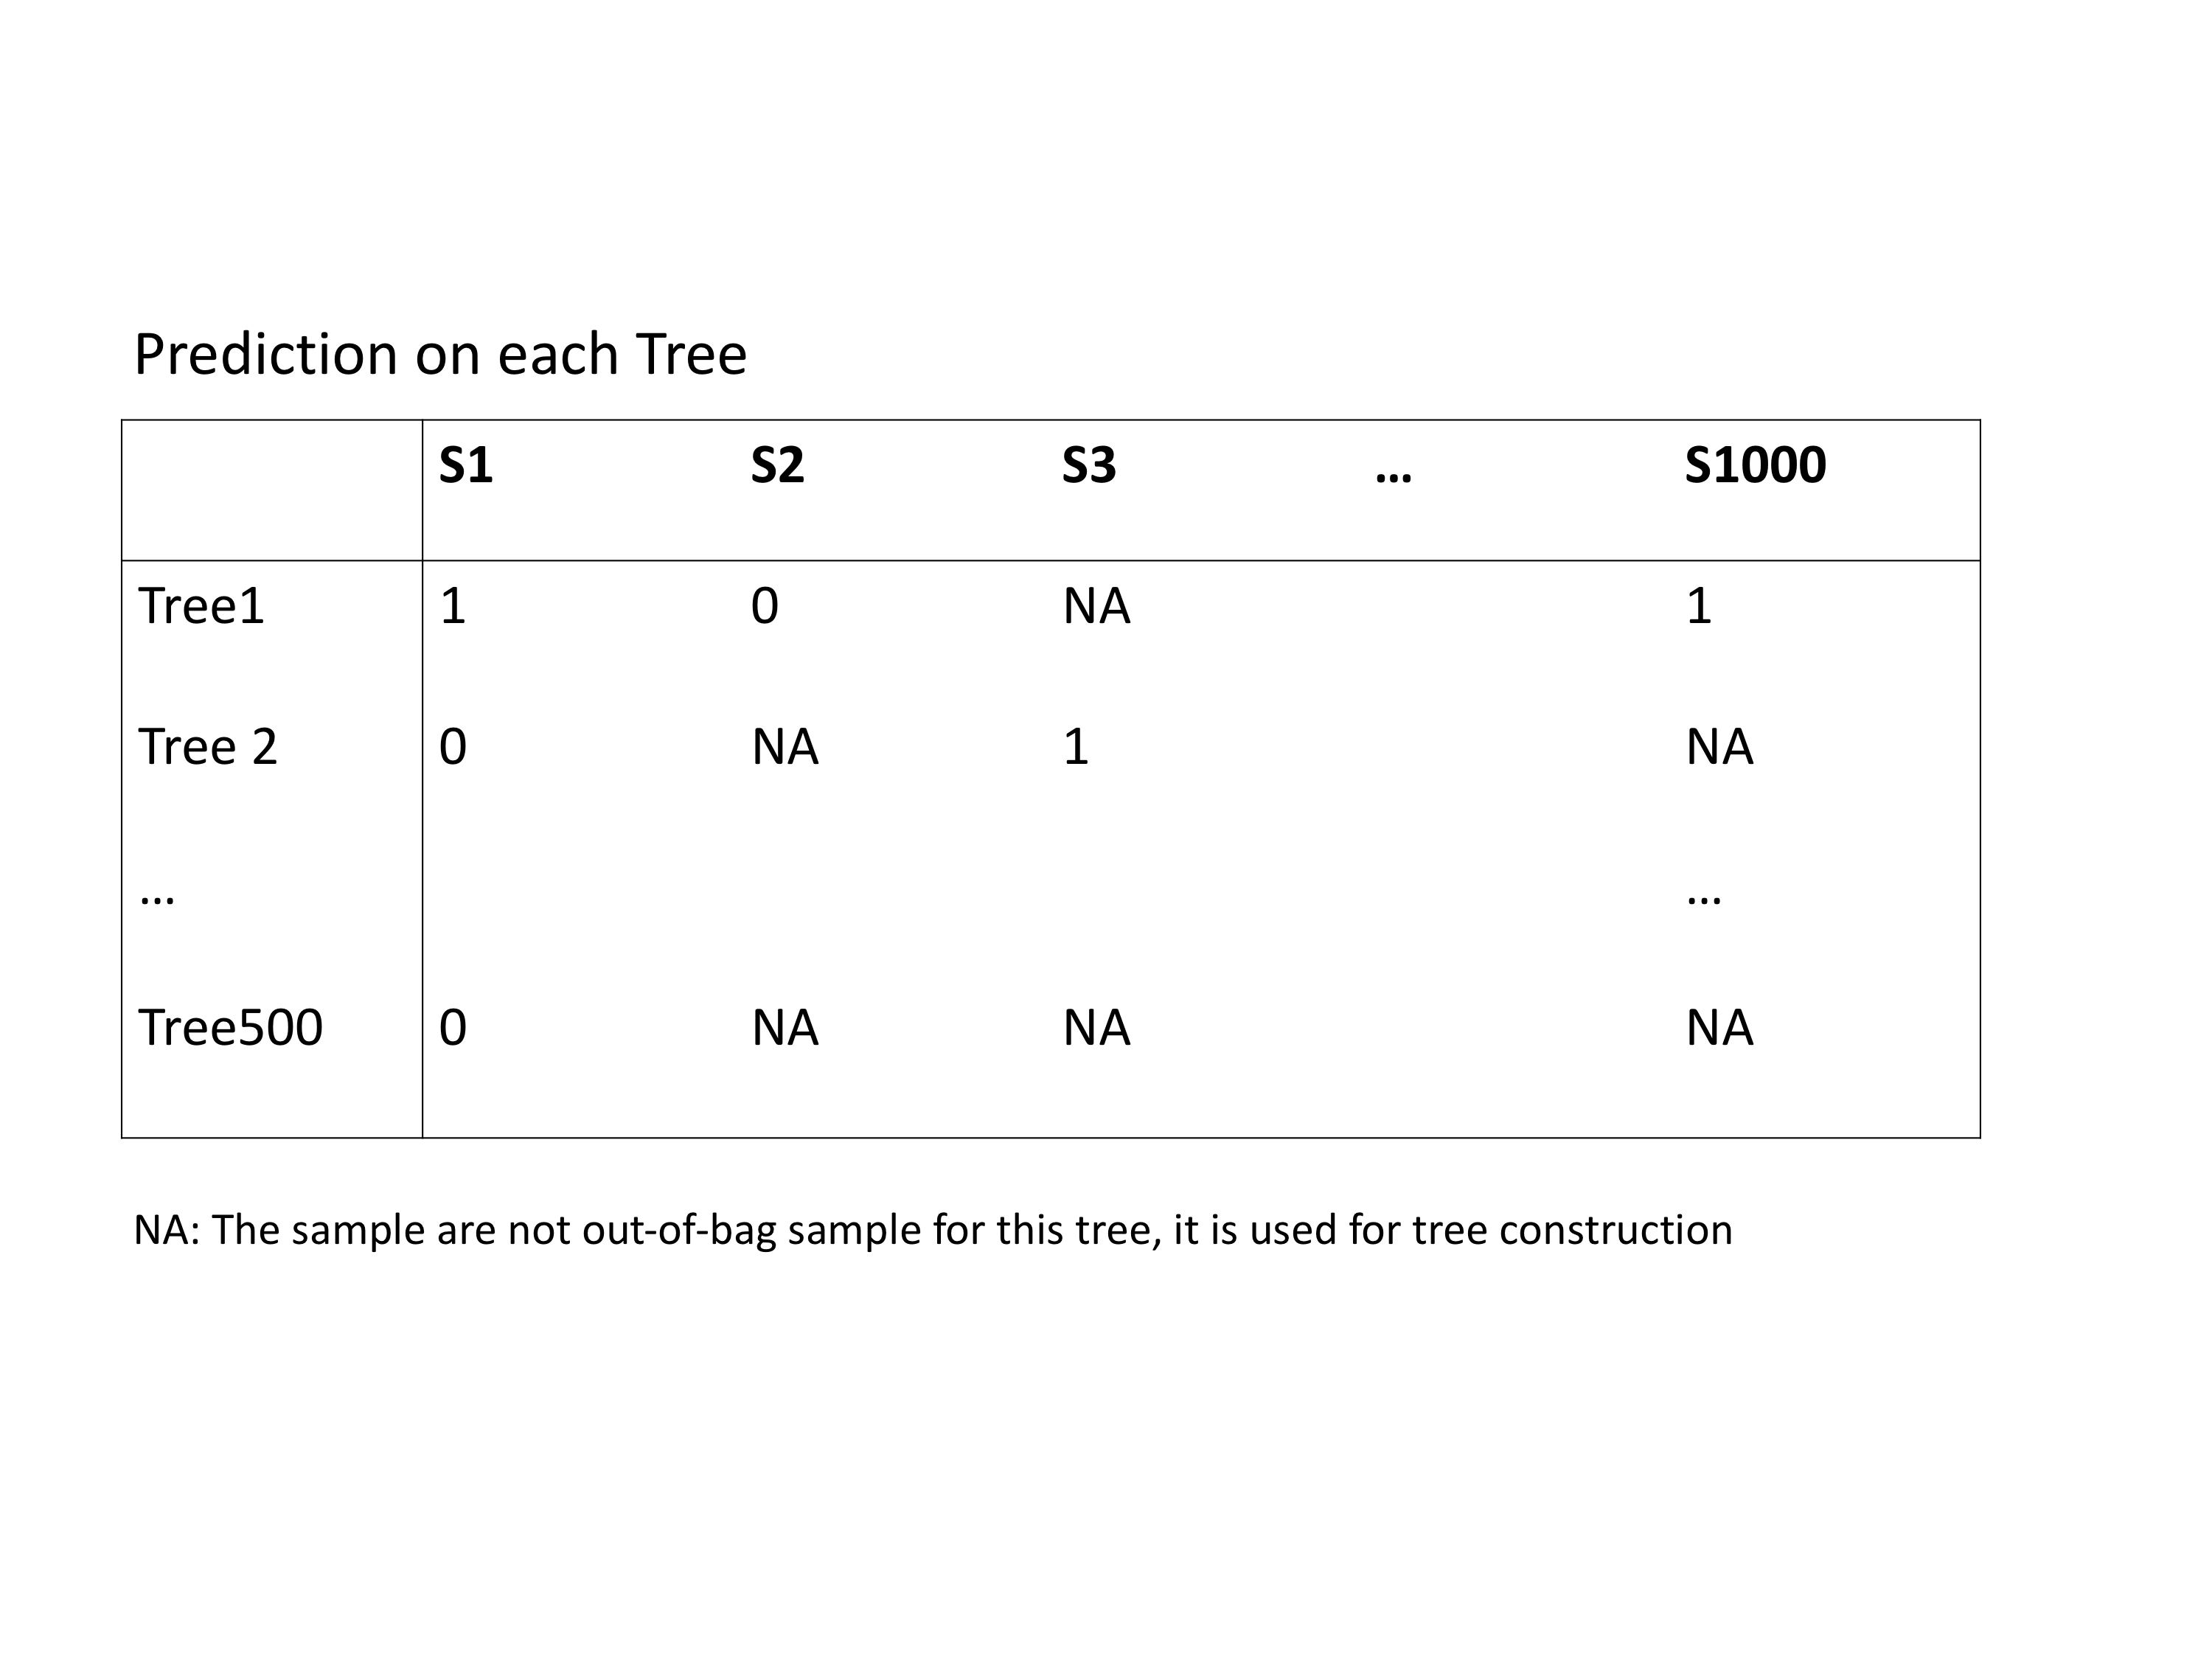 Prediction on each Tree
S1 S2 S3 ... S1000
Tree1 1 0 NA 1
Tree 2 0 NA 1 NA
... ...
Tree500 0 NA NA NA
NA: The sample are not out-of-bag sample for this tree, it is used for tree construction